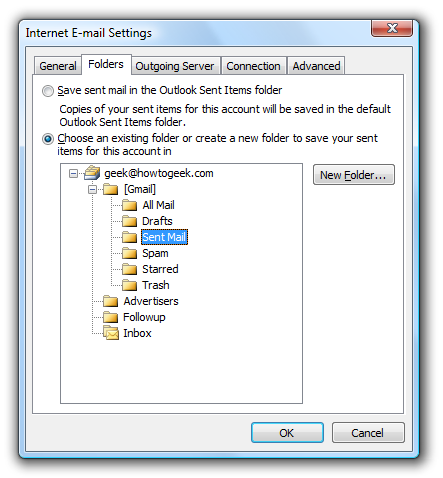 Internet E-mail Settings
General Folders Outgoing Server Connection Advanced
Save sent mail in the Outlook Sent Items folder
Copies of your sent items for this account will be saved in the default
Outlook Sent Items folder.
Choose an existing folder or create a new folder to save your sent
items for this account in
geek@howtogeek.com
[Gmail]
All Mail
Drafts
Sent Mail
Spam
Starred
Trash
Advertisers
Followup
Inbox
New Folder...
OK Cancel